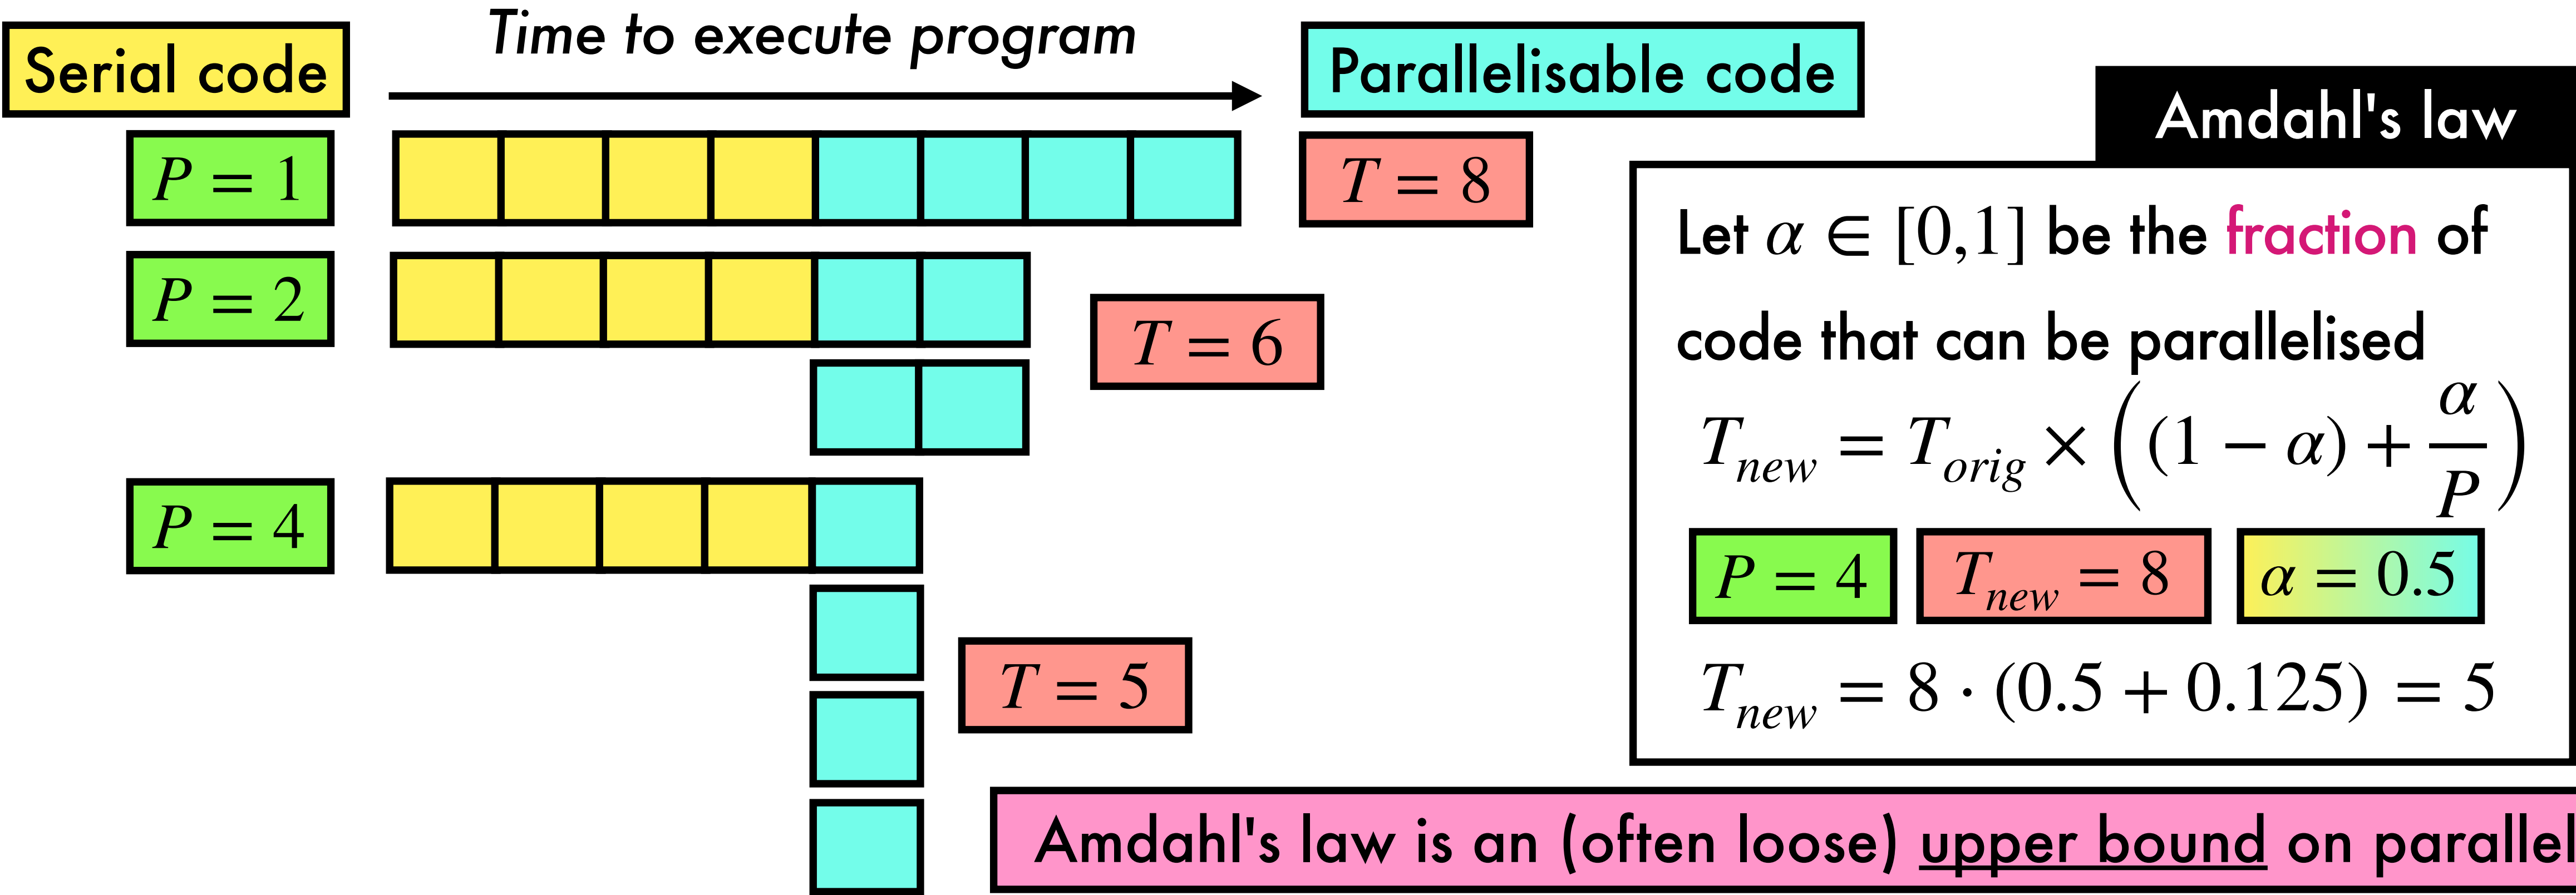 Time to execute program
Serial code
Parallelisable code
P = 1
T = 8
P = 2
T = 6
P = 4
T = 5
Amdahl's law
Let α ∈ [0,1] be the fraction of
code that can be parallelised
T_new = T_orig × ((1 − α) + α/P)
P = 4 T_new = 8 α = 0.5
T_new = 8 · (0.5 + 0.125) = 5
Amdahl's law is an (often loose) upper bound on parallel